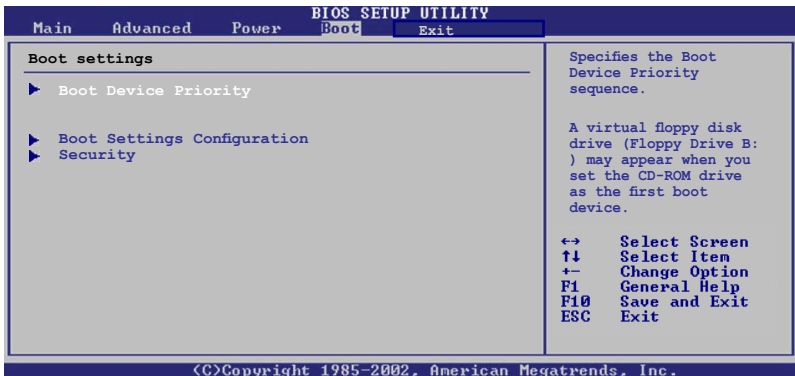 BIOS SETUP UTILITY
Main Advanced Power Boot Exit
Boot settings
Boot Device Priority
Boot Settings Configuration
Security
Specifies the Boot
Device Priority
sequence.
A virtual floppy disk
drive (Floppy Drive B:
) may appear when you
set the CD-ROM drive
as the first boot
device.
←→ Select Screen
↑↓ Select Item
+- Change Option
F1 General Help
F10 Save and Exit
ESC Exit
(C)Copyright 1985-2002, American Megatrends, Inc.